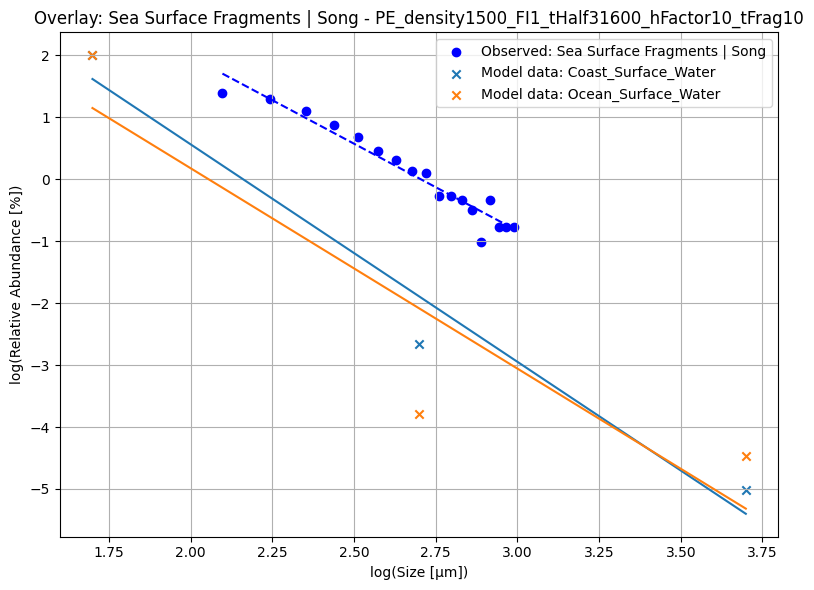 Overlay: Sea Surface Fragments | Song - PE_density1500_FI1_tHalf31600_hFactor10_tFrag10
Observed: Sea Surface Fragments | Song
Model data: Coast_Surface_Water
Model data: Ocean_Surface_Water
log(Relative Abundance [%])
2
1
0
−1
−2
−3
−4
−5
1.75
2.00
2.25
2.50
2.75
3.00
3.25
3.50
3.75
log(Size [μm])